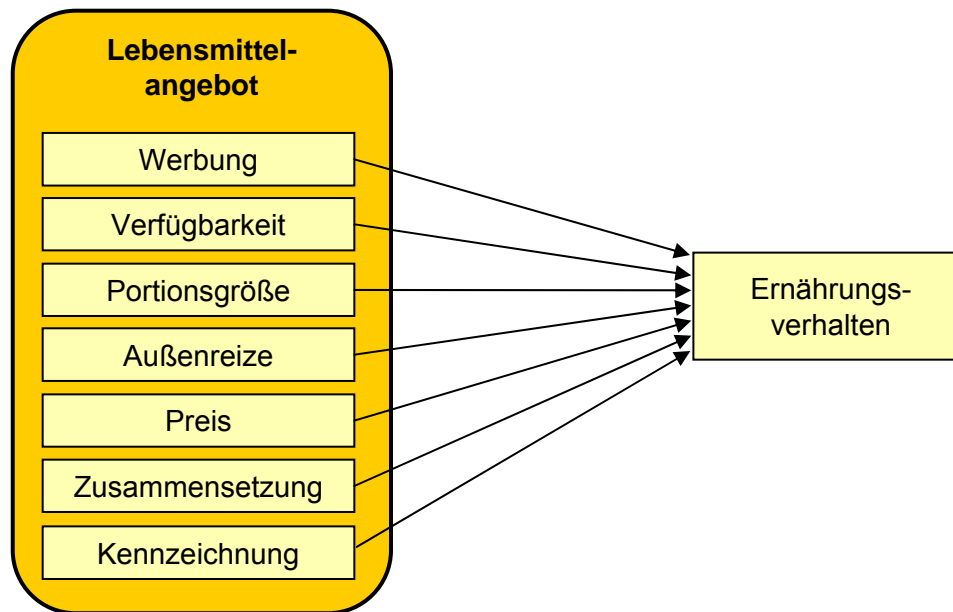 Lebensmittel-
angebot
Werbung
Verfügbarkeit
Portionsgröße
Außenreize
Preis
Zusammensetzung
Kennzeichnung
Ernährungs-
verhalten